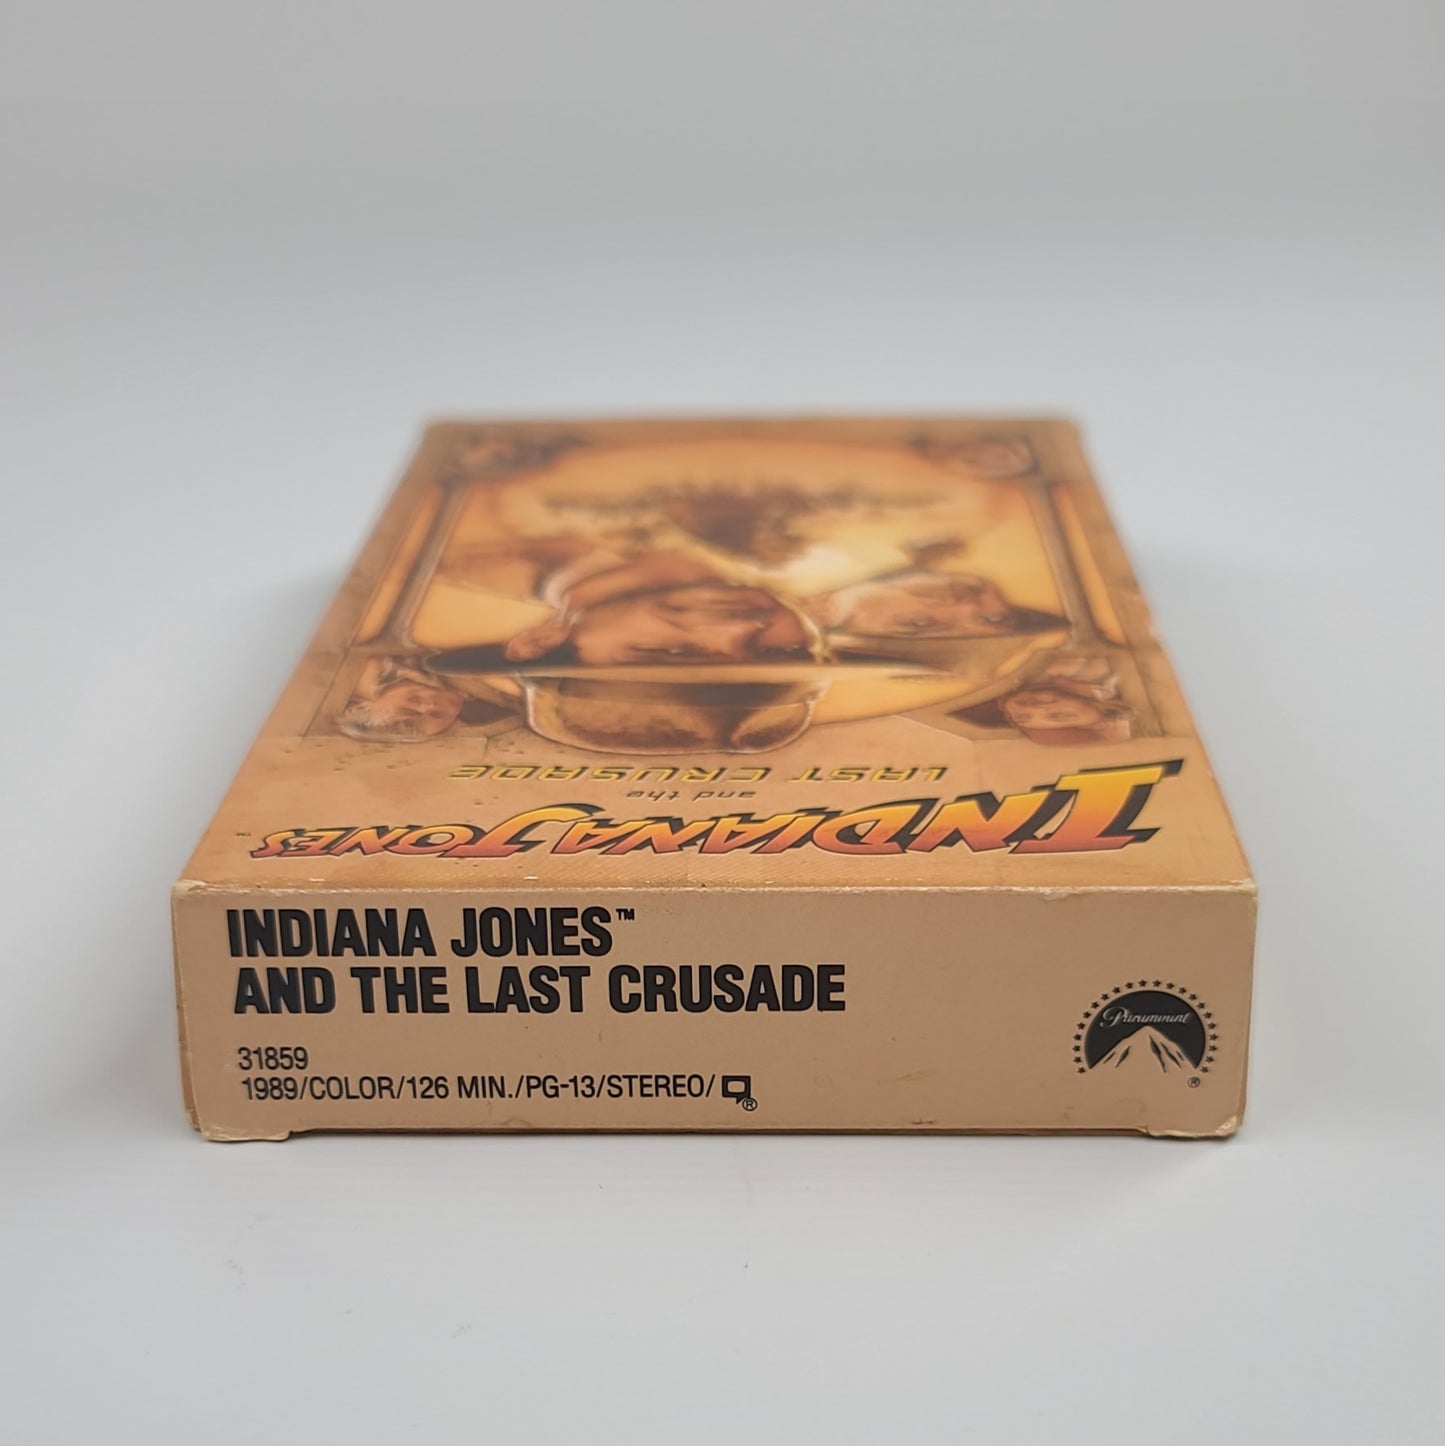 LAST CRUSADE
and the
INDIANA JONES™
INDIANA JONES™
AND THE LAST CRUSADE
31859
1989/COLOR/126 MIN./PG-13/STEREO/
Paramount
®
®